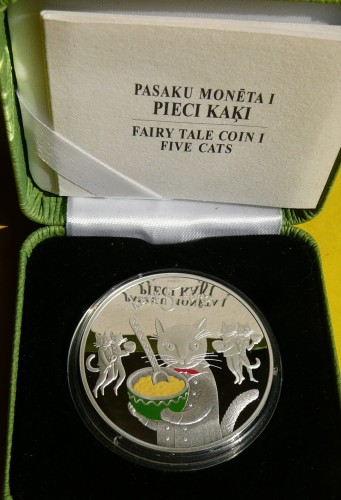 PASAKU MONĒTA I
PIECI KAĶI
FAIRY TALE COIN I
FIVE CATS